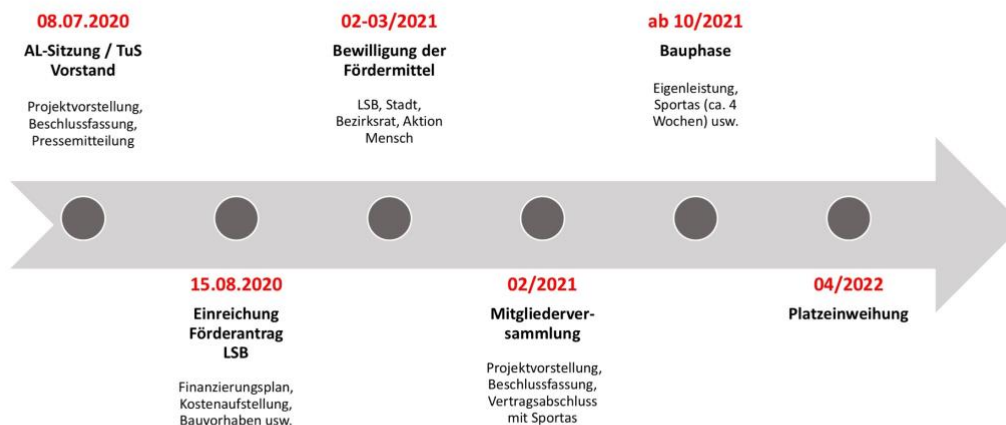 08.07.2020
AL-Sitzung / TuS
Vorstand
Projektvorstellung,
Beschlussfassung,
Pressemitteilung
15.08.2020
Einreichung
Förderantrag
LSB
Finanzierungsplan,
Kostenaufstellung,
Bauvorhaben usw.
02-03/2021
Bewilligung der
Fördermittel
LSB, Stadt,
Bezirksrat, Aktion
Mensch
02/2021
Mitgliederver-
sammlung
Projektvorstellung,
Beschlussfassung,
Vertragsabschluss
mit Sportas
ab 10/2021
Bauphase
Eigenleistung,
Sportas (ca. 4
Wochen) usw.
04/2022
Platzeinweihung